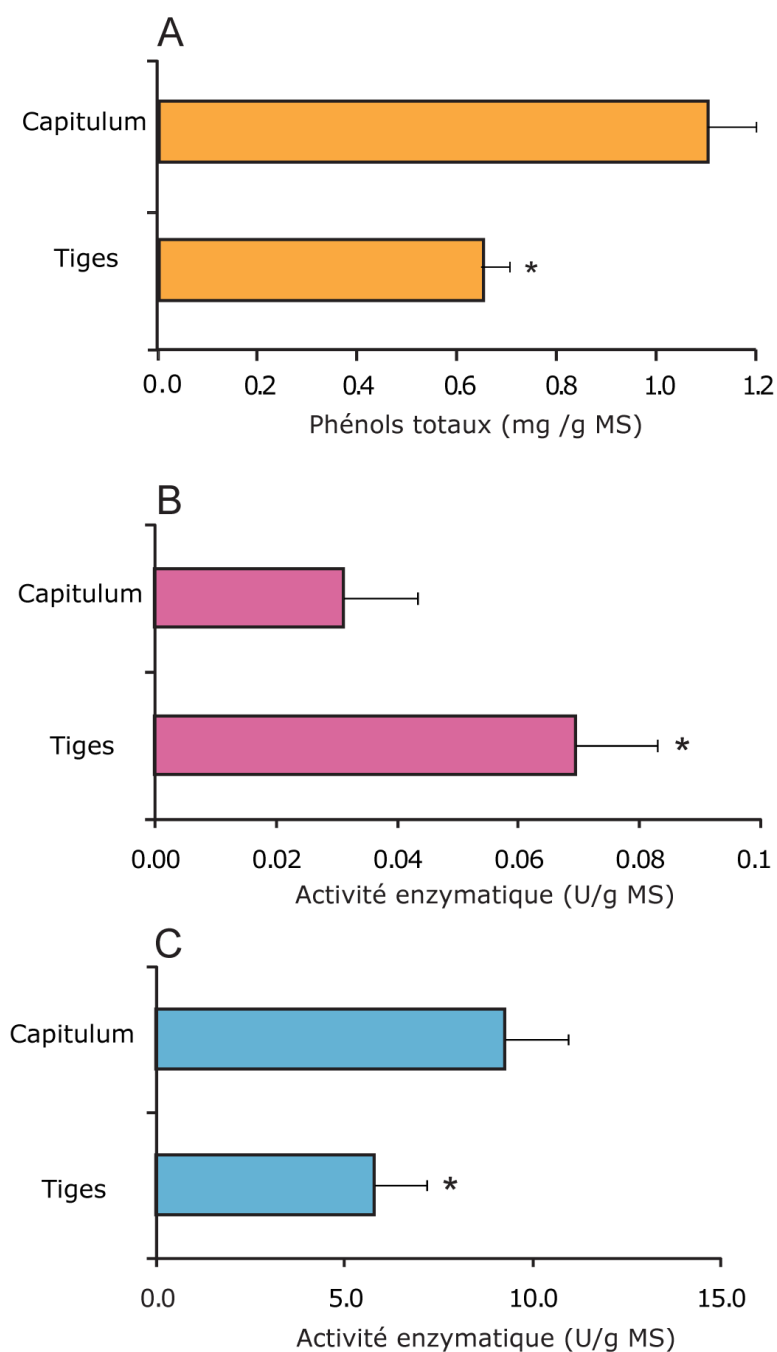 A
Capitulum
Tiges *
0.0 0.2 0.4 0.6 0.8 1.0 1.2
Phénols totaux (mg /g MS)
B
Capitulum
Tiges *
0.00 0.02 0.04 0.06 0.08 0.1
Activité enzymatique (U/g MS)
C
Capitulum
Tiges *
0.0 5.0 10.0 15.0
Activité enzymatique (U/g MS)